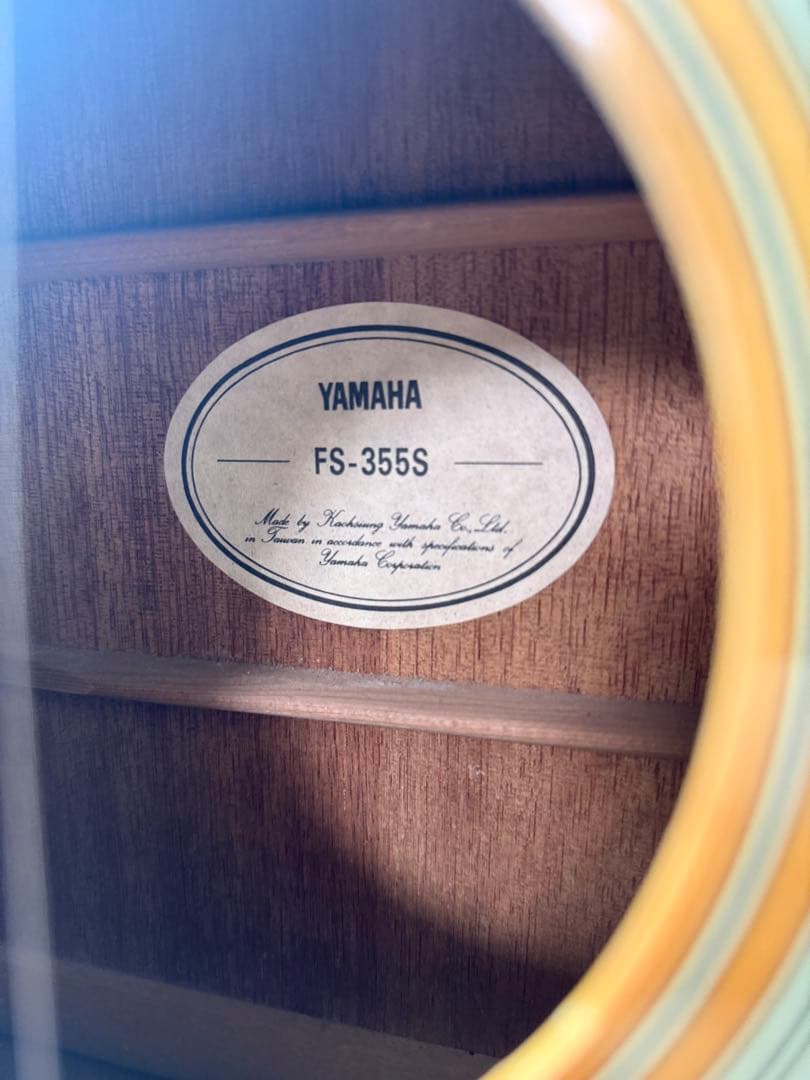 YAMAHA
FS-355S
Made by Kaohsiung Yamaha Co., Ltd.
in Taiwan in accordance with specifications of
Yamaha Corporation